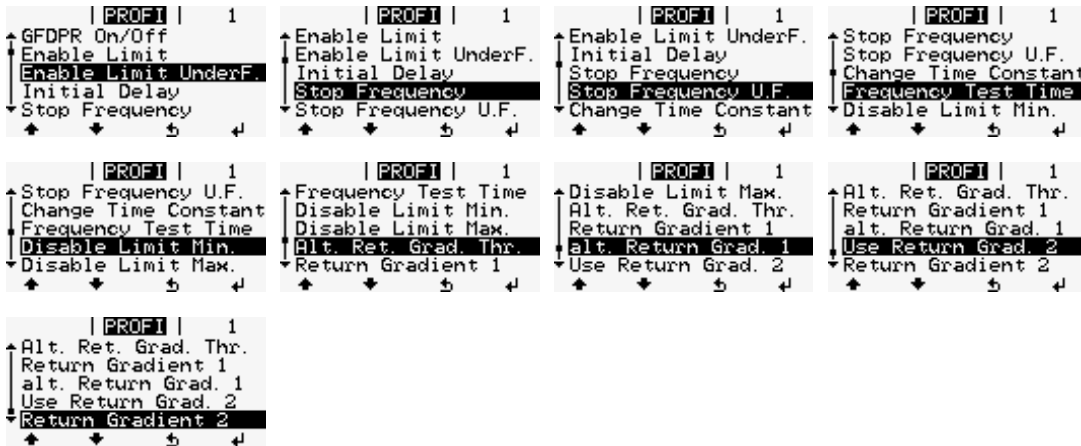 PROFI 1
GFDPR On/Off
Enable Limit
Enable Limit UnderF.
Initial Delay
Stop Frequency
PROFI 1
Enable Limit
Enable Limit UnderF.
Initial Delay
Stop Frequency
Stop Frequency U.F.
PROFI 1
Enable Limit UnderF.
Initial Delay
Stop Frequency
Stop Frequency U.F.
Change Time Constant
PROFI 1
Stop Frequency
Stop Frequency U.F.
Change Time Constant
Frequency Test Time
Disable Limit Min.
PROFI 1
Stop Frequency U.F.
Change Time Constant
Frequency Test Time
Disable Limit Min.
Disable Limit Max.
PROFI 1
Frequency Test Time
Disable Limit Min.
Disable Limit Max.
Alt. Ret. Grad. Thr.
Return Gradient 1
PROFI 1
Disable Limit Max.
Alt. Ret. Grad. Thr.
Return Gradient 1
alt. Return Grad. 1
Use Return Grad. 2
PROFI 1
Alt. Ret. Grad. Thr.
Return Gradient 1
alt. Return Grad. 1
Use Return Grad. 2
Return Gradient 2
PROFI 1
Alt. Ret. Grad. Thr.
Return Gradient 1
alt. Return Grad. 1
Use Return Grad. 2
Return Gradient 2